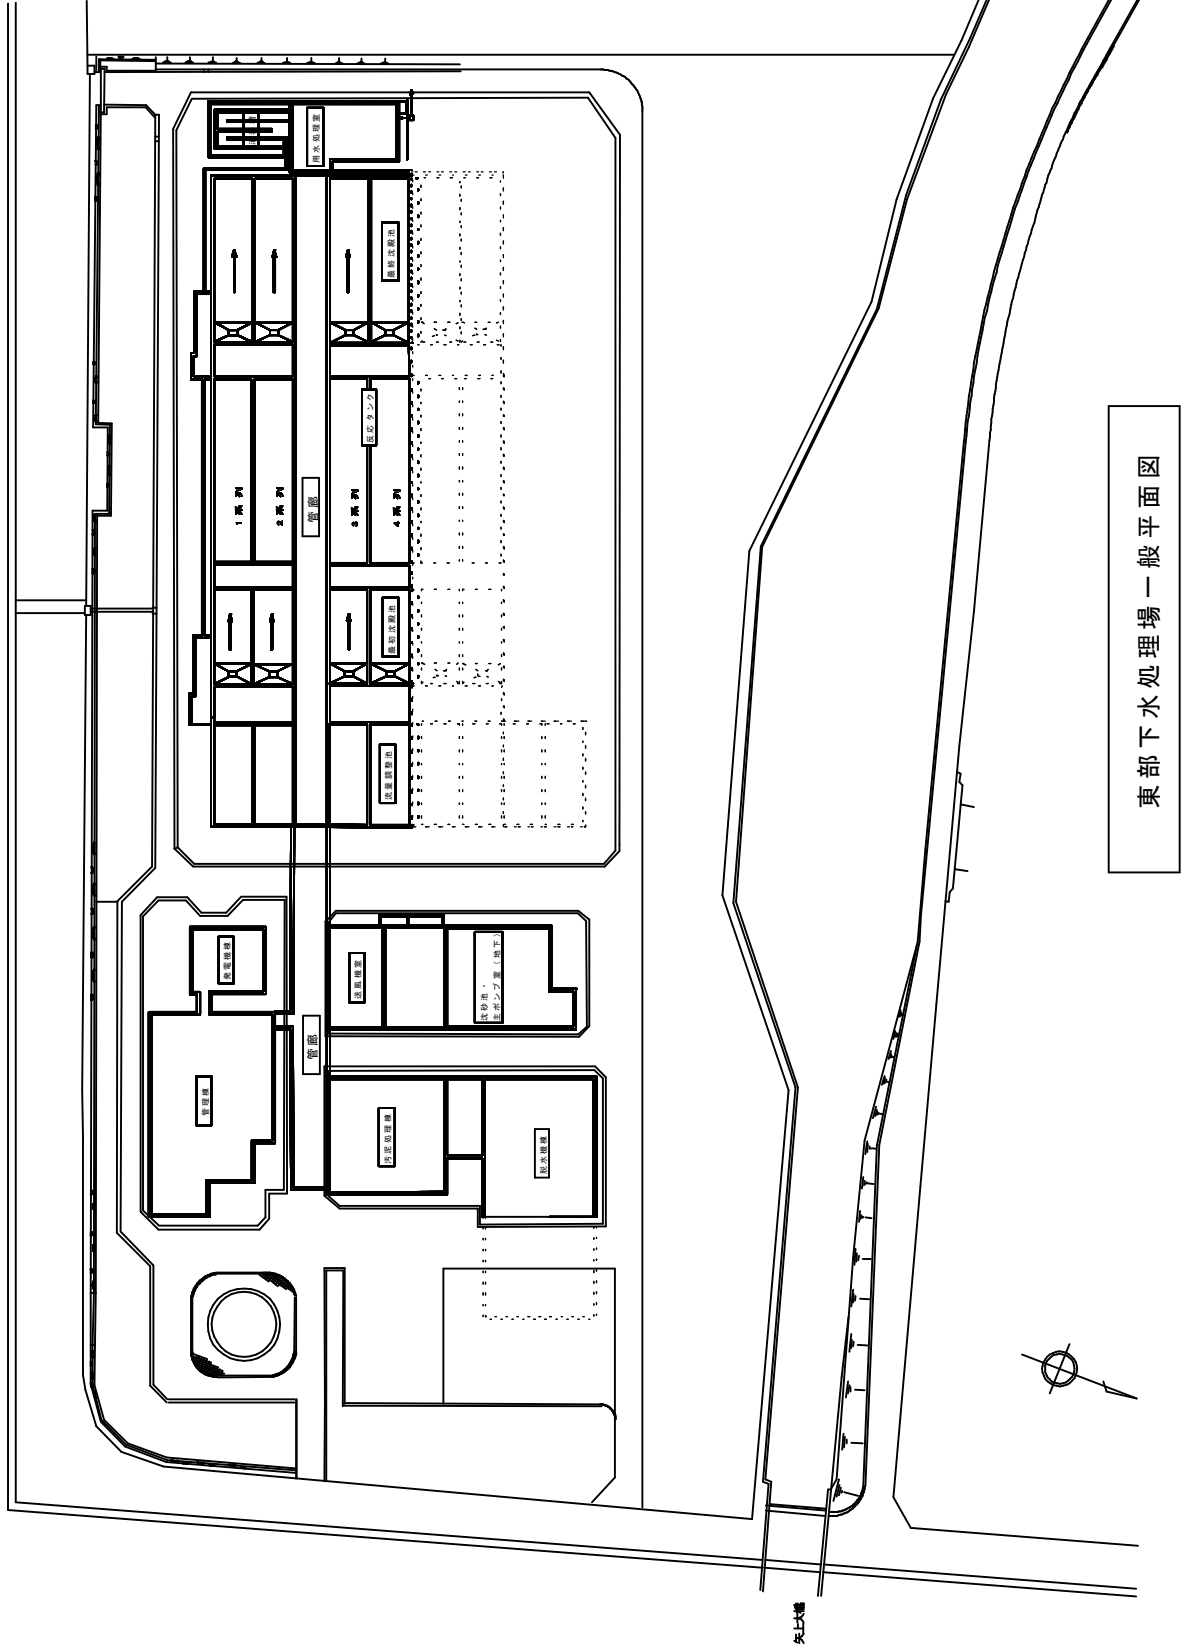 東部下水処理場一般平面図
用水処理室
最終沈殿池
反応タンク
管廊
1系列
2系列
3系列
4系列
最初沈殿池
流量調整池
発電機棟
送風機室
沈砂池・
主ポンプ室(地下)
管廊
管理棟
汚泥処理棟
脱水機棟
矢上大橋